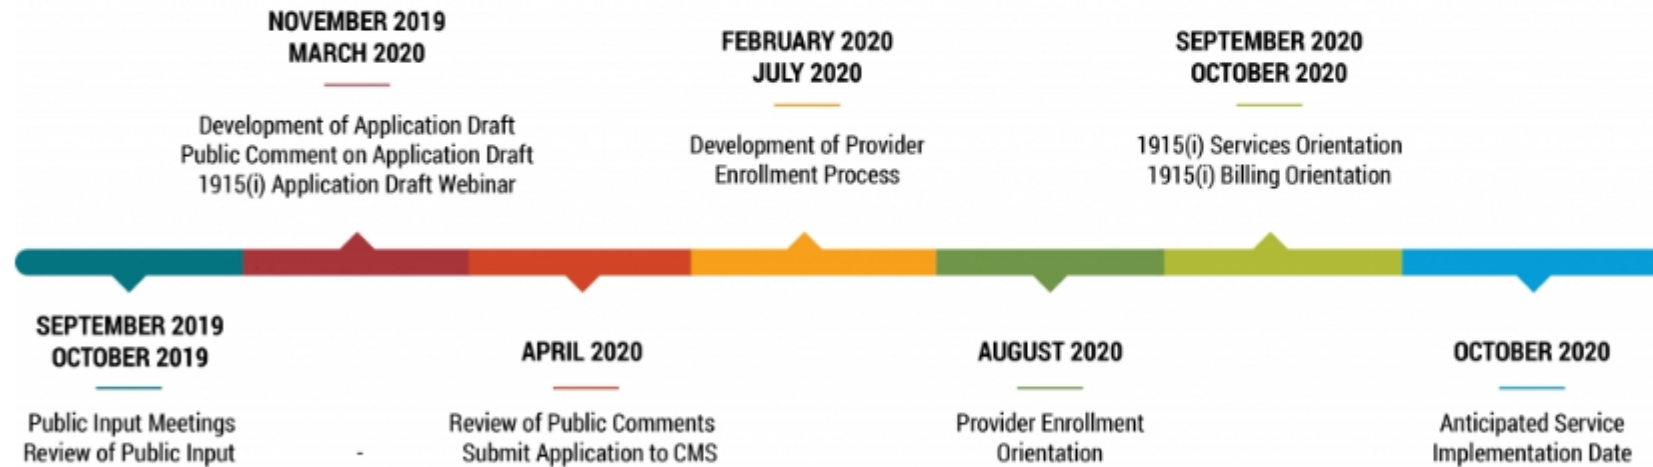 NOVEMBER 2019
MARCH 2020
Development of Application Draft
Public Comment on Application Draft
1915(i) Application Draft Webinar
FEBRUARY 2020
JULY 2020
Development of Provider
Enrollment Process
SEPTEMBER 2020
OCTOBER 2020
1915(i) Services Orientation
1915(i) Billing Orientation
SEPTEMBER 2019
OCTOBER 2019
Public Input Meetings
Review of Public Input
-
APRIL 2020
Review of Public Comments
Submit Application to CMS
AUGUST 2020
Provider Enrollment
Orientation
OCTOBER 2020
Anticipated Service
Implementation Date